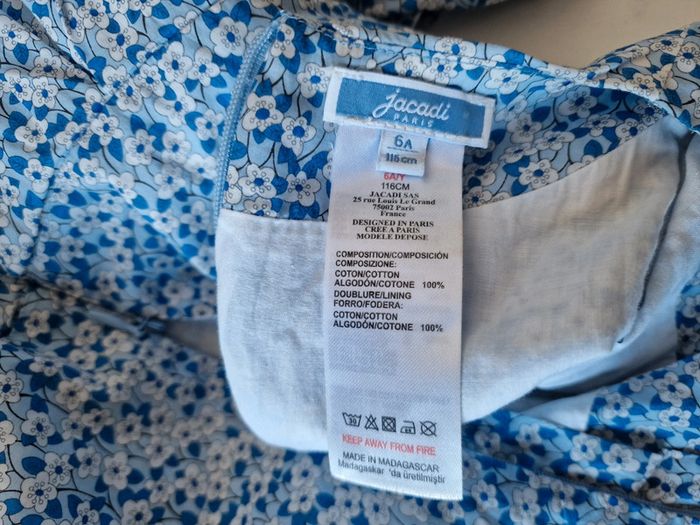 jacadi
PARIS
6A
116cm
6A/Y
116CM
JACADI SAS
25 rue Louis Le Grand
75002 Paris
France
DESIGNED IN PARIS
CREE A PARIS
MODELE DEPOSE
COMPOSITION/COMPOSICIÓN
COMPOSIZIONE:
COTON/COTTON
ALGODÓN/COTONE 100%
DOUBLURE/LINING
FORRO/FODERA:
COTON/COTTON
ALGODÓN/COTONE 100%
30
KEEP AWAY FROM FIRE
MADE IN MADAGASCAR
Madagaskar 'da üretilmiştir